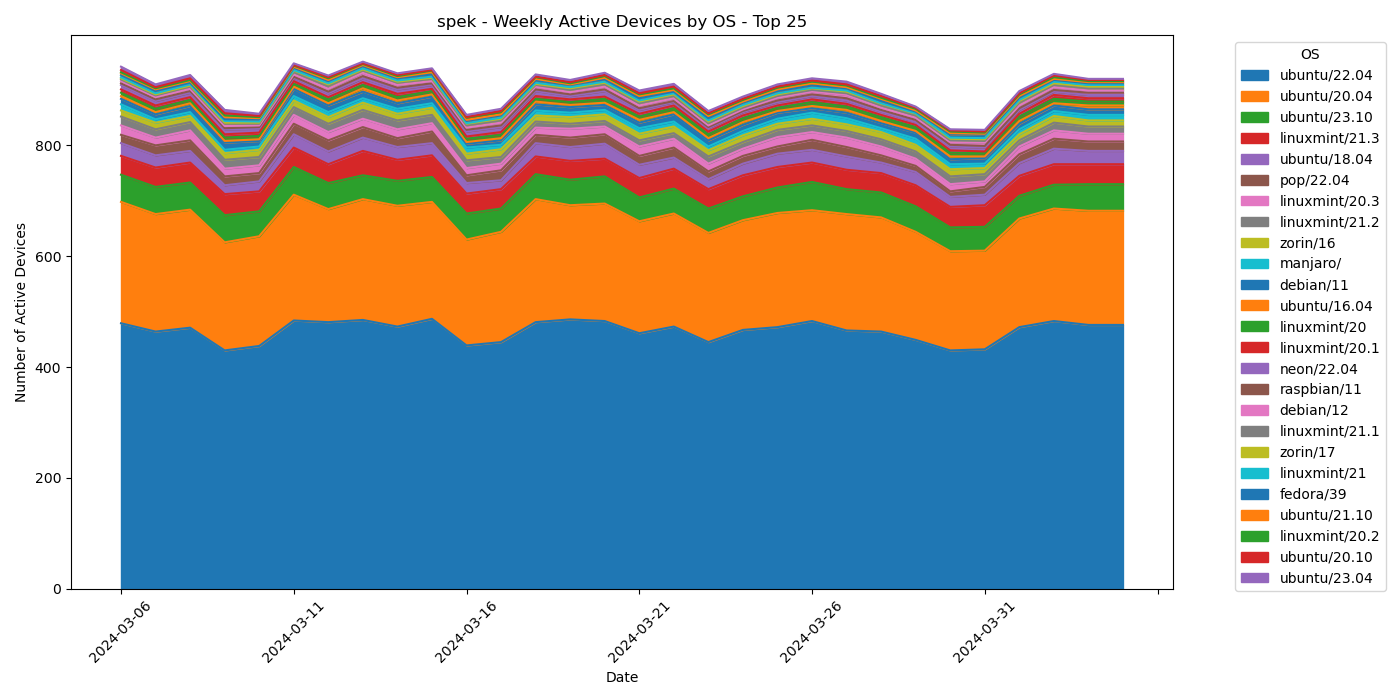 spek - Weekly Active Devices by OS - Top 25
Number of Active Devices
800
600
400
200
0
2024-03-06
2024-03-11
2024-03-16
2024-03-21
2024-03-26
2024-03-31
Date
OS
ubuntu/22.04
ubuntu/20.04
ubuntu/23.10
linuxmint/21.3
ubuntu/18.04
pop/22.04
linuxmint/20.3
linuxmint/21.2
zorin/16
manjaro/
debian/11
ubuntu/16.04
linuxmint/20
linuxmint/20.1
neon/22.04
raspbian/11
debian/12
linuxmint/21.1
zorin/17
linuxmint/21
fedora/39
ubuntu/21.10
linuxmint/20.2
ubuntu/20.10
ubuntu/23.04